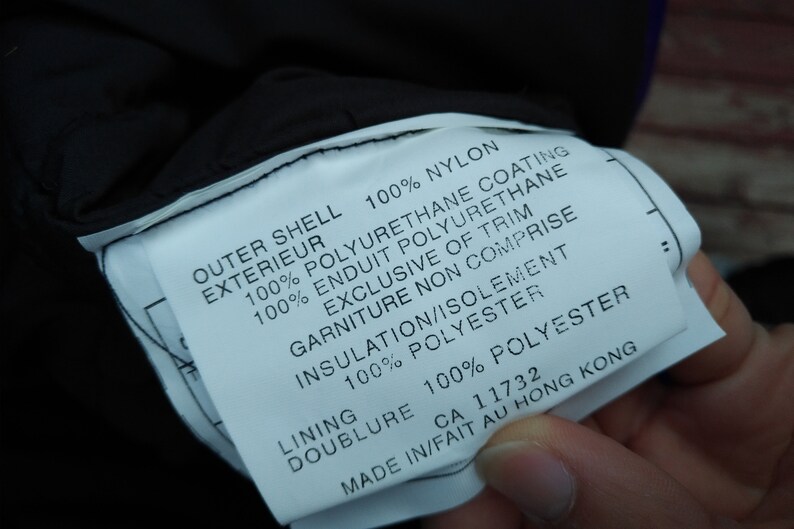 OUTER SHELL 100% NYLON
EXTERIEUR
100% POLYURETHANE COATING
100% ENDUIT POLYURETHANE
EXCLUSIVE OF TRIM
GARNITURE NON COMPRISE
INSULATION/ISOLEMENT
100% POLYESTER
LINING 100% POLYESTER
DOUBLURE
CA 11732
MADE IN/FAIT AU HONG KONG